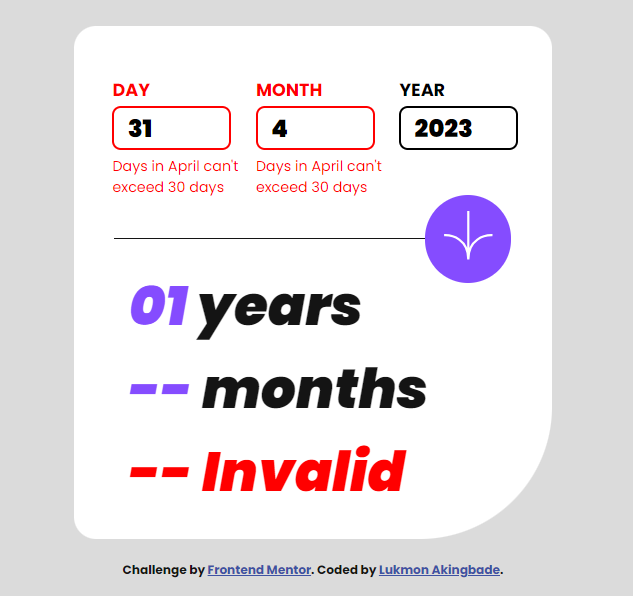 DAY MONTH YEAR
31 4 2023
Days in April can't Days in April can't
exceed 30 days exceed 30 days
01 years
-- months
-- Invalid
Challenge by Frontend Mentor. Coded by Lukmon Akingbade.